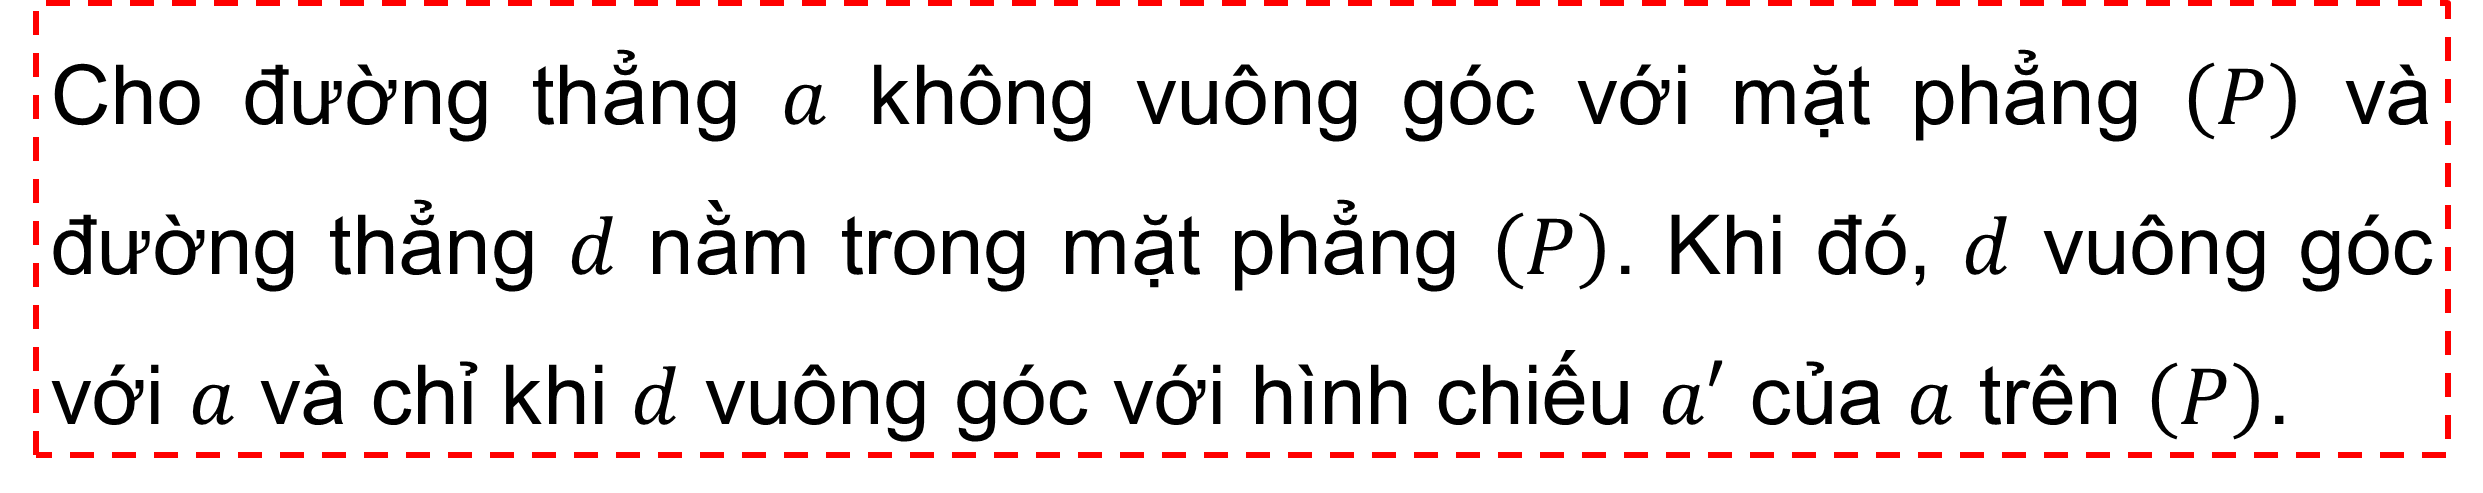 Cho đường thẳng a không vuông góc với mặt phẳng (P) và
đường thẳng d nằm trong mặt phẳng (P). Khi đó, d vuông góc
với a và chỉ khi d vuông góc với hình chiếu a′ của a trên (P).